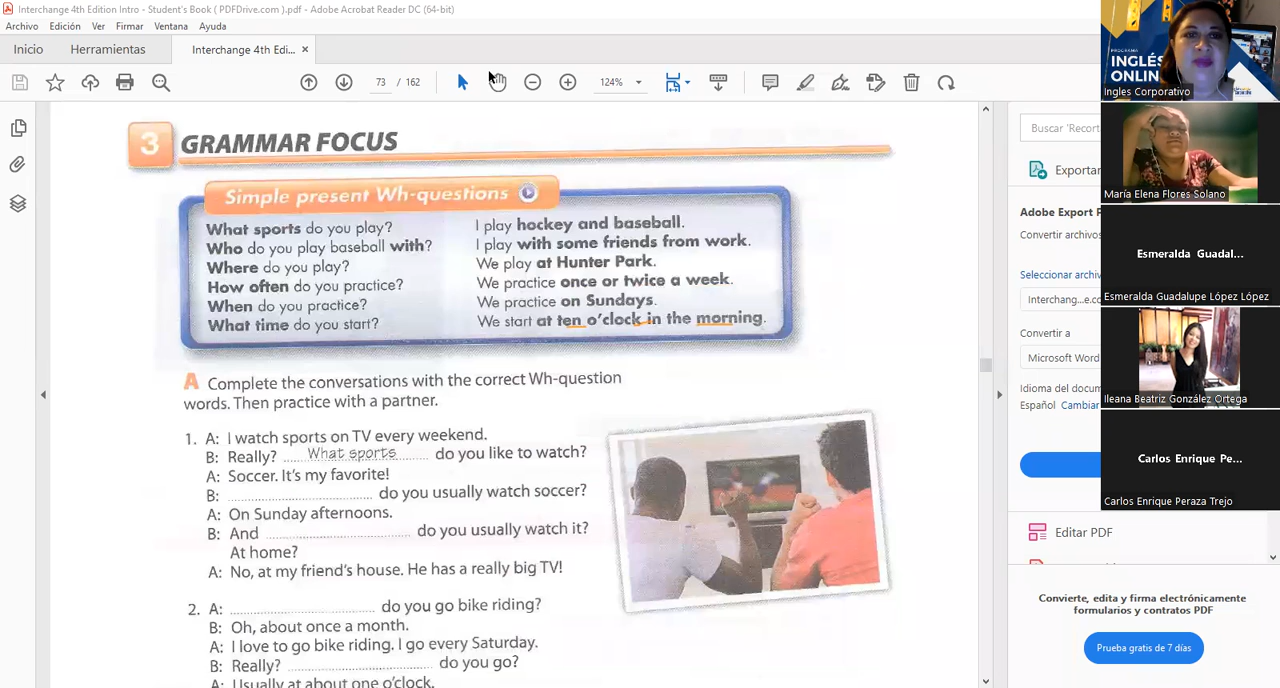 Interchange 4th Edition Intro - Student's Book ( PDFDrive.com ).pdf - Adobe Acrobat Reader DC (64-bit)
Archivo Edición Ver Firmar Ventana Ayuda
Inicio Herramientas Interchange 4th Edi... ×
73 / 162 124%
3 GRAMMAR FOCUS
Simple present Wh-questions
What sports do you play? I play hockey and baseball.
Who do you play baseball with? I play with some friends from work.
Where do you play? We play at Hunter Park.
How often do you practice? We practice once or twice a week.
When do you practice? We practice on Sundays.
What time do you start? We start at ten o'clock in the morning.
A Complete the conversations with the correct Wh-question
words. Then practice with a partner.
1. A: I watch sports on TV every weekend.
B: Really? What sports do you like to watch?
A: Soccer. It's my favorite!
B: do you usually watch soccer?
A: On Sunday afternoons.
B: And do you usually watch it?
At home?
A: No, at my friend's house. He has a really big TV!
2. A: do you go bike riding?
B: Oh, about once a month.
A: I love to go bike riding. I go every Saturday.
B: Really? do you go?
A: Usually at about one o'clock.
Buscar 'Recort
Exportar
Adobe Export P
Convertir archivos
Seleccionar archiv
Interchang...e.co
Convertir a
Microsoft Word
Idioma del docum
Español Cambiar
Editar PDF
Convierte, edita y firma electrónicamente
formularios y contratos PDF
Prueba gratis de 7 días
PROGRAMA
INGLÉS
ONLIN
Ingles Corporativo
María Elena Flores Solano
Esmeralda Guadal...
Esmeralda Guadalupe López López
Ileana Beatriz González Ortega
Carlos Enrique Pe...
Carlos Enrique Peraza Trejo